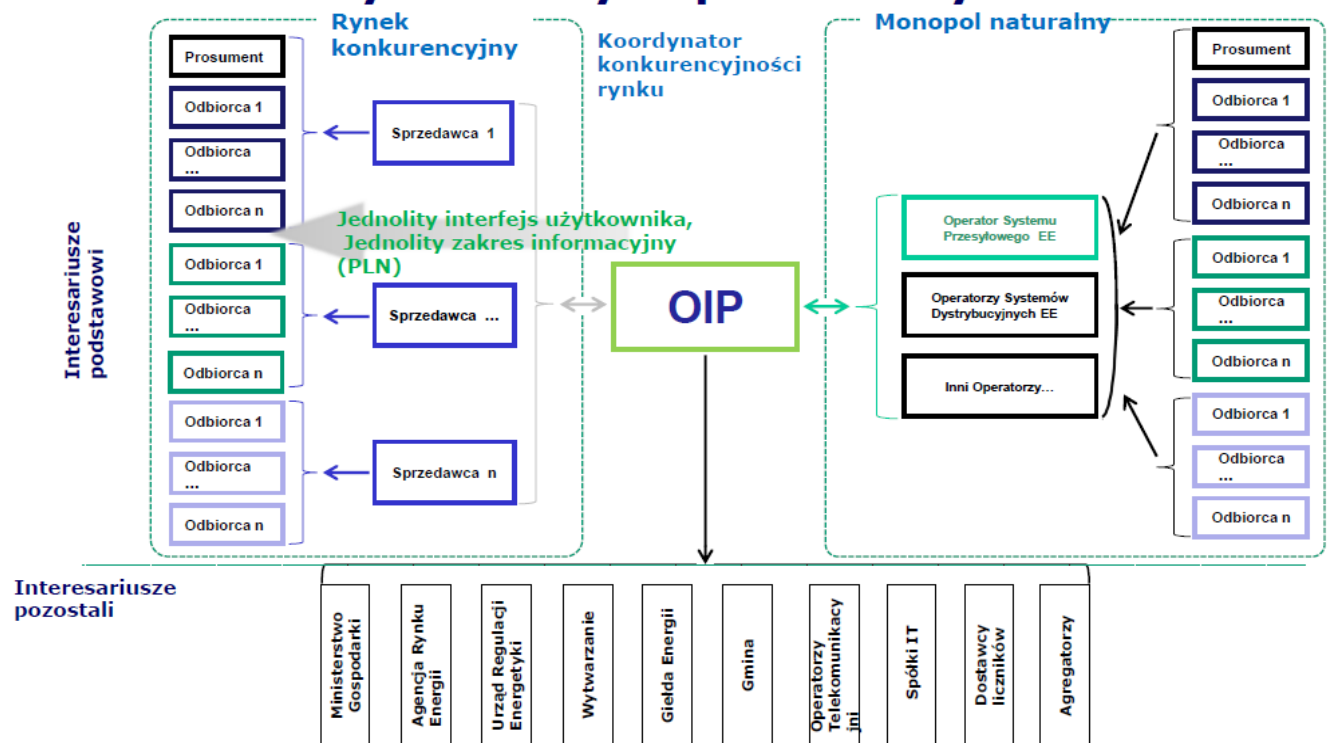 Rynek
konkurencyjny
Koordynator
konkurencyjności
rynku
Monopol naturalny
Interesariusze
podstawowi
Prosument
Odbiorca 1
Odbiorca
...
Odbiorca n
Odbiorca 1
Odbiorca
...
Odbiorca n
Odbiorca 1
Odbiorca
...
Odbiorca n
Sprzedawca 1
Sprzedawca ...
Sprzedawca n
Jednolity interfejs użytkownika,
Jednolity zakres informacyjny
(PLN)
OIP
Operator Systemu
Przesyłowego EE
Operatorzy Systemów
Dystrybucyjnych EE
Inni Operatorzy...
Prosument
Odbiorca 1
Odbiorca
...
Odbiorca n
Odbiorca 1
Odbiorca
...
Odbiorca n
Odbiorca 1
Odbiorca
...
Odbiorca n
Interesariusze
pozostali
Ministerstwo
Gospodarki
Agencja Rynku
Energii
Urząd Regulacji
Energetyki
Wytwarzanie
Giełda Energii
Gmina
Operatorzy
Telekomunikacy
jni
Spółki IT
Dostawcy
liczników
Agregatorzy